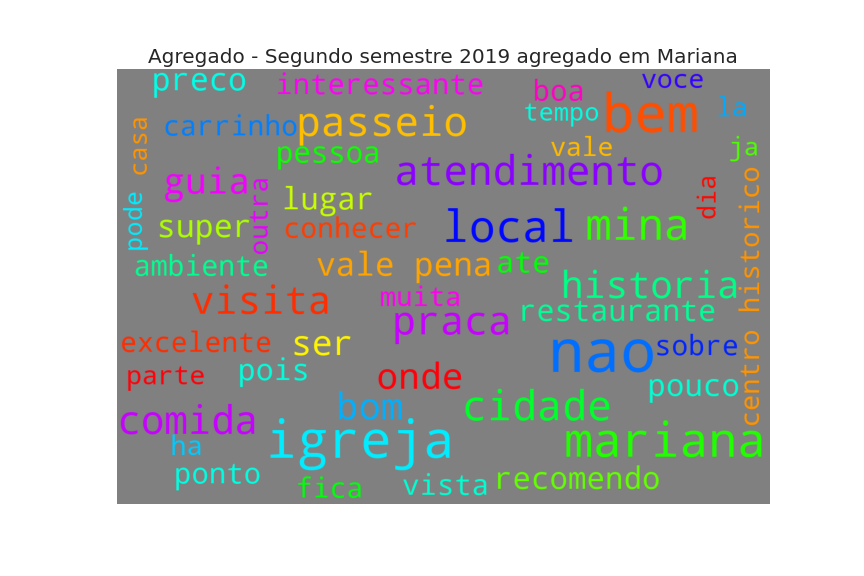 Agregado - Segundo semestre 2019 agregado em Mariana
preco
interessante
boa
voce
tempo
bem
la
casa
carrinho
passeio
pessoa
vale
ja
guia
outra
lugar
atendimento
dia
pode
super
conhecer
local
mina
centro historico
ambiente
vale pena
ate
historia
visita
muita
praca
restaurante
excelente
ser
nao
sobre
parte
pois
onde
pouco
comida
bom
cidade
ha
igreja
mariana
ponto
fica
vista
recomendo